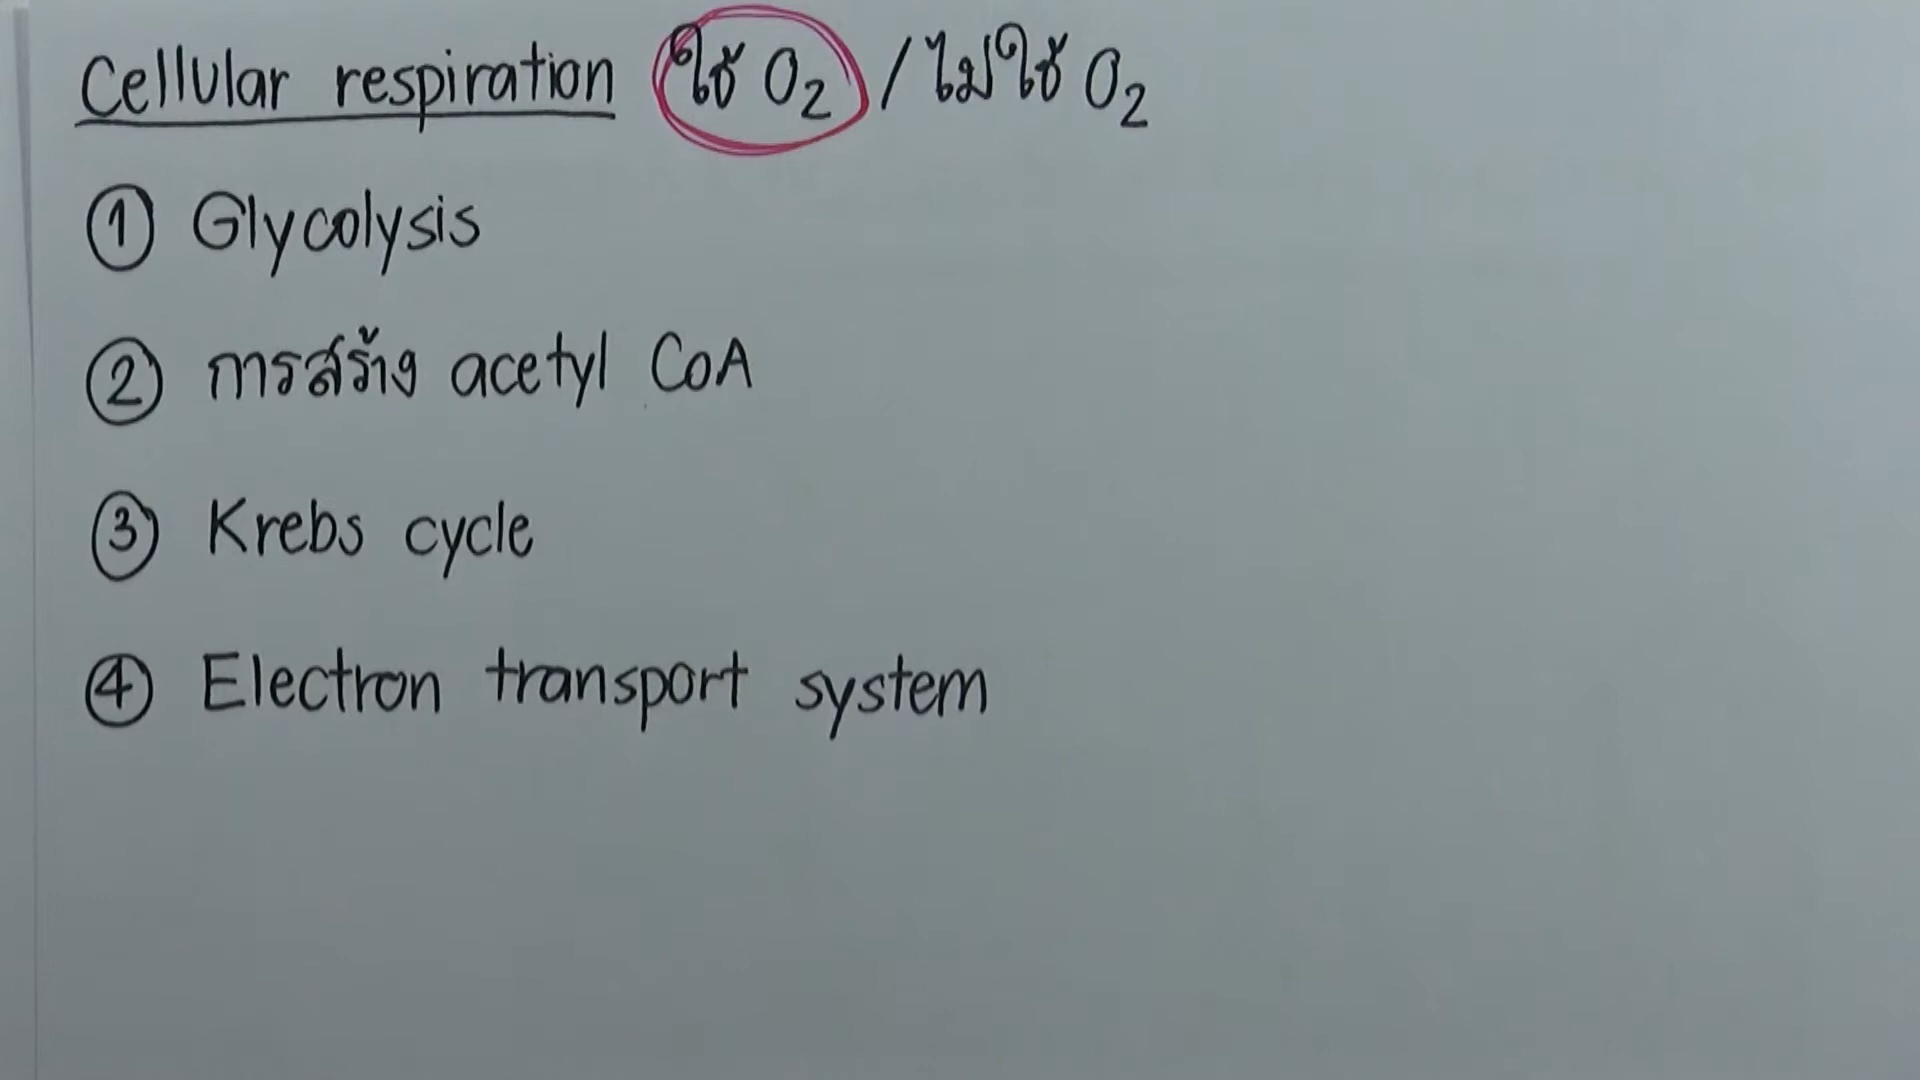 Cellular respiration ใช้ O₂ / ไม่ใช้ O₂
① Glycolysis
② การสร้าง acetyl CoA
③ Krebs cycle
④ Electron transport system